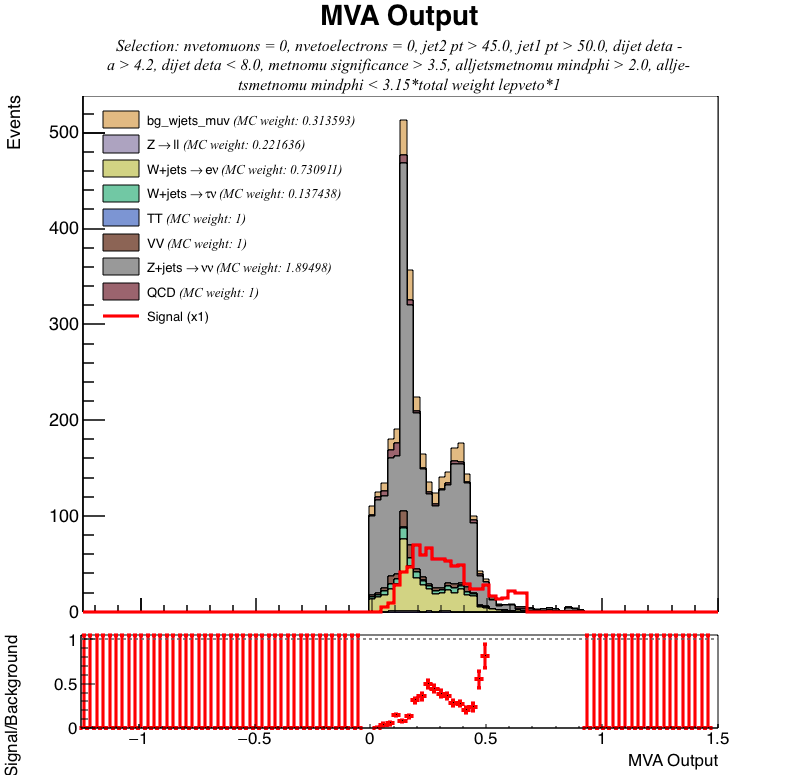 MVA Output
Selection: nvetomuons = 0, nvetoelectrons = 0, jet2 pt > 45.0, jet1 pt > 50.0, dijet deta -
a > 4.2, dijet deta < 8.0, metnomu significance > 3.5, alljetsmetnomu mindphi > 2.0, allje-
tsmetnomu mindphi < 3.15*total weight lepveto*1
Events
500
400
300
200
100
0
bg_wjets_muv (MC weight: 0.313593)
Z→ll (MC weight: 0.221636)
W+jets→eν (MC weight: 0.730911)
W+jets→τν (MC weight: 0.137438)
TT (MC weight: 1)
VV (MC weight: 1)
Z+jets→νν (MC weight: 1.89498)
QCD (MC weight: 1)
Signal (x1)
Signal/Background
1
0.5
0
−1
−0.5
0
0.5
1
1.5
MVA Output